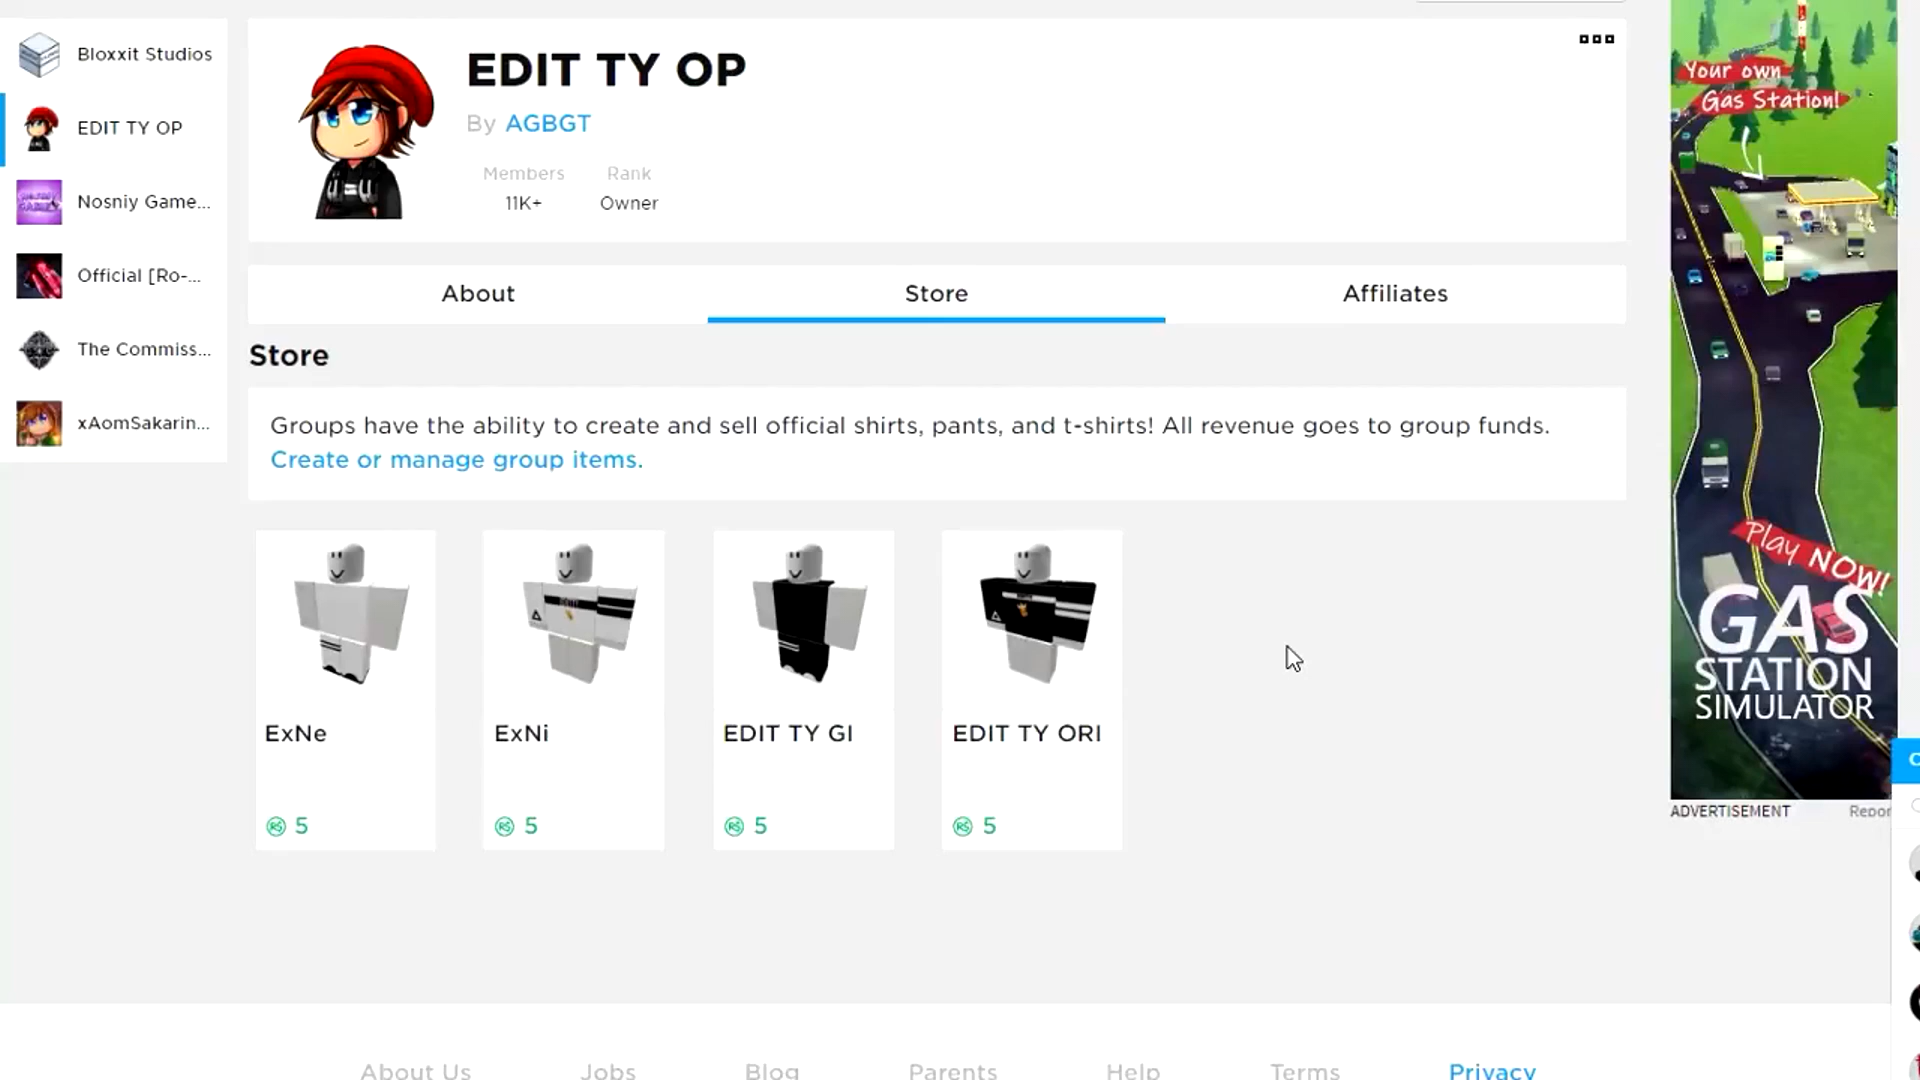 Bloxxit Studios
EDIT TY OP
Nosniy Game...
Official [Ro-...
The Commiss...
xAomSakarin...
EDIT TY OP
By AGBGT
Members Rank
11K+ Owner
About Store Affiliates
Store
Groups have the ability to create and sell official shirts, pants, and t-shirts! All revenue goes to group funds.
Create or manage group items.
ExNe
5
ExNi
5
EDIT TY GI
5
EDIT TY ORI
5
Your own
Gas Station!
Play NOW!
GAS
STATION
SIMULATOR
ADVERTISEMENT
About Us Jobs Blog Parents Help Terms Privacy